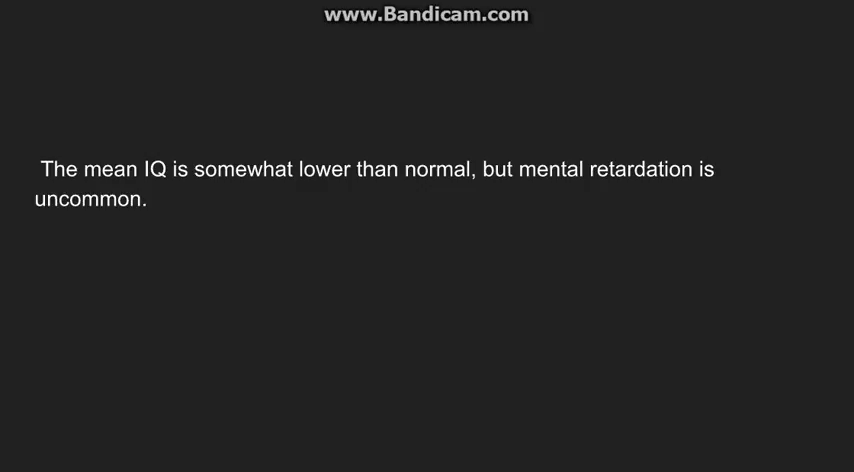 www.Bandicam.com
The mean IQ is somewhat lower than normal, but mental retardation is
uncommon.